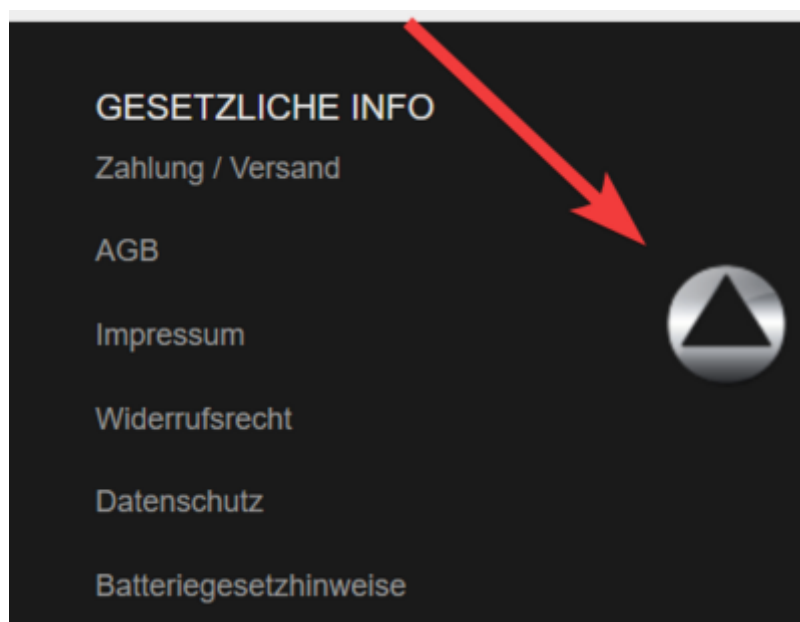 GESETZLICHE INFO
Zahlung / Versand
AGB
Impressum
Widerrufsrecht
Datenschutz
Batteriegesetzhinweise